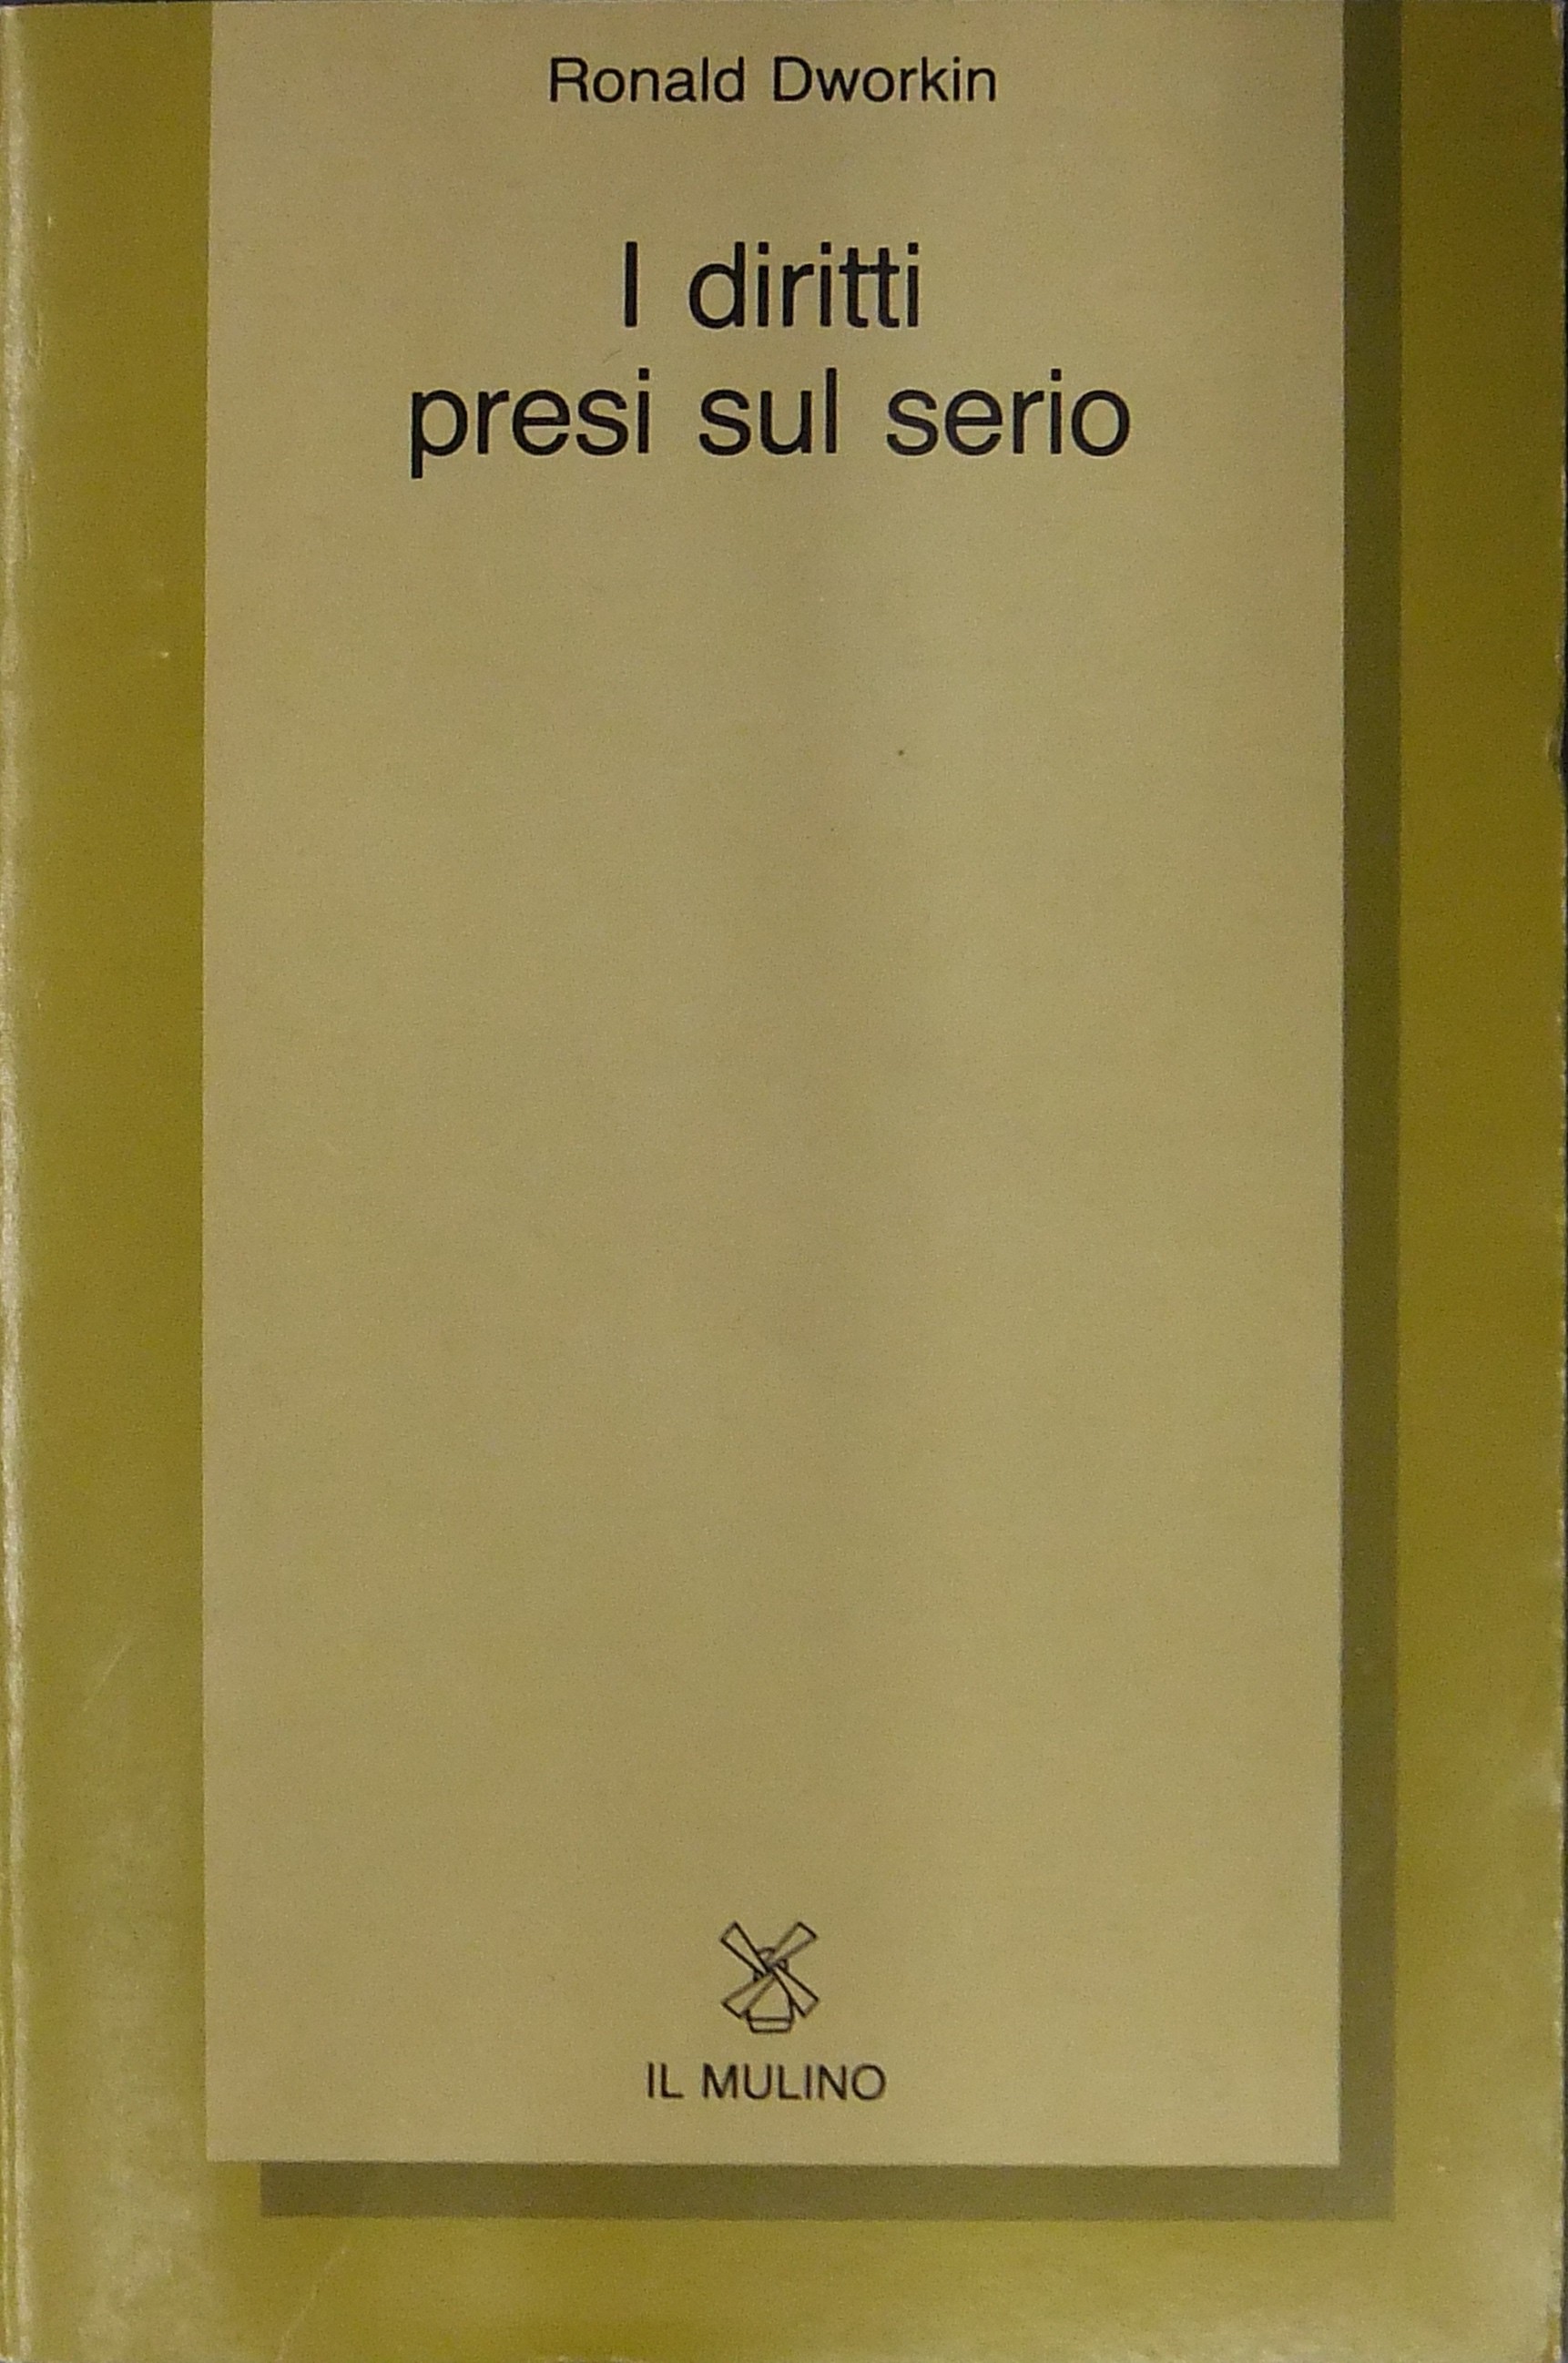 Ronald Dworkin
I diritti
presi sul serio
IL MULINO